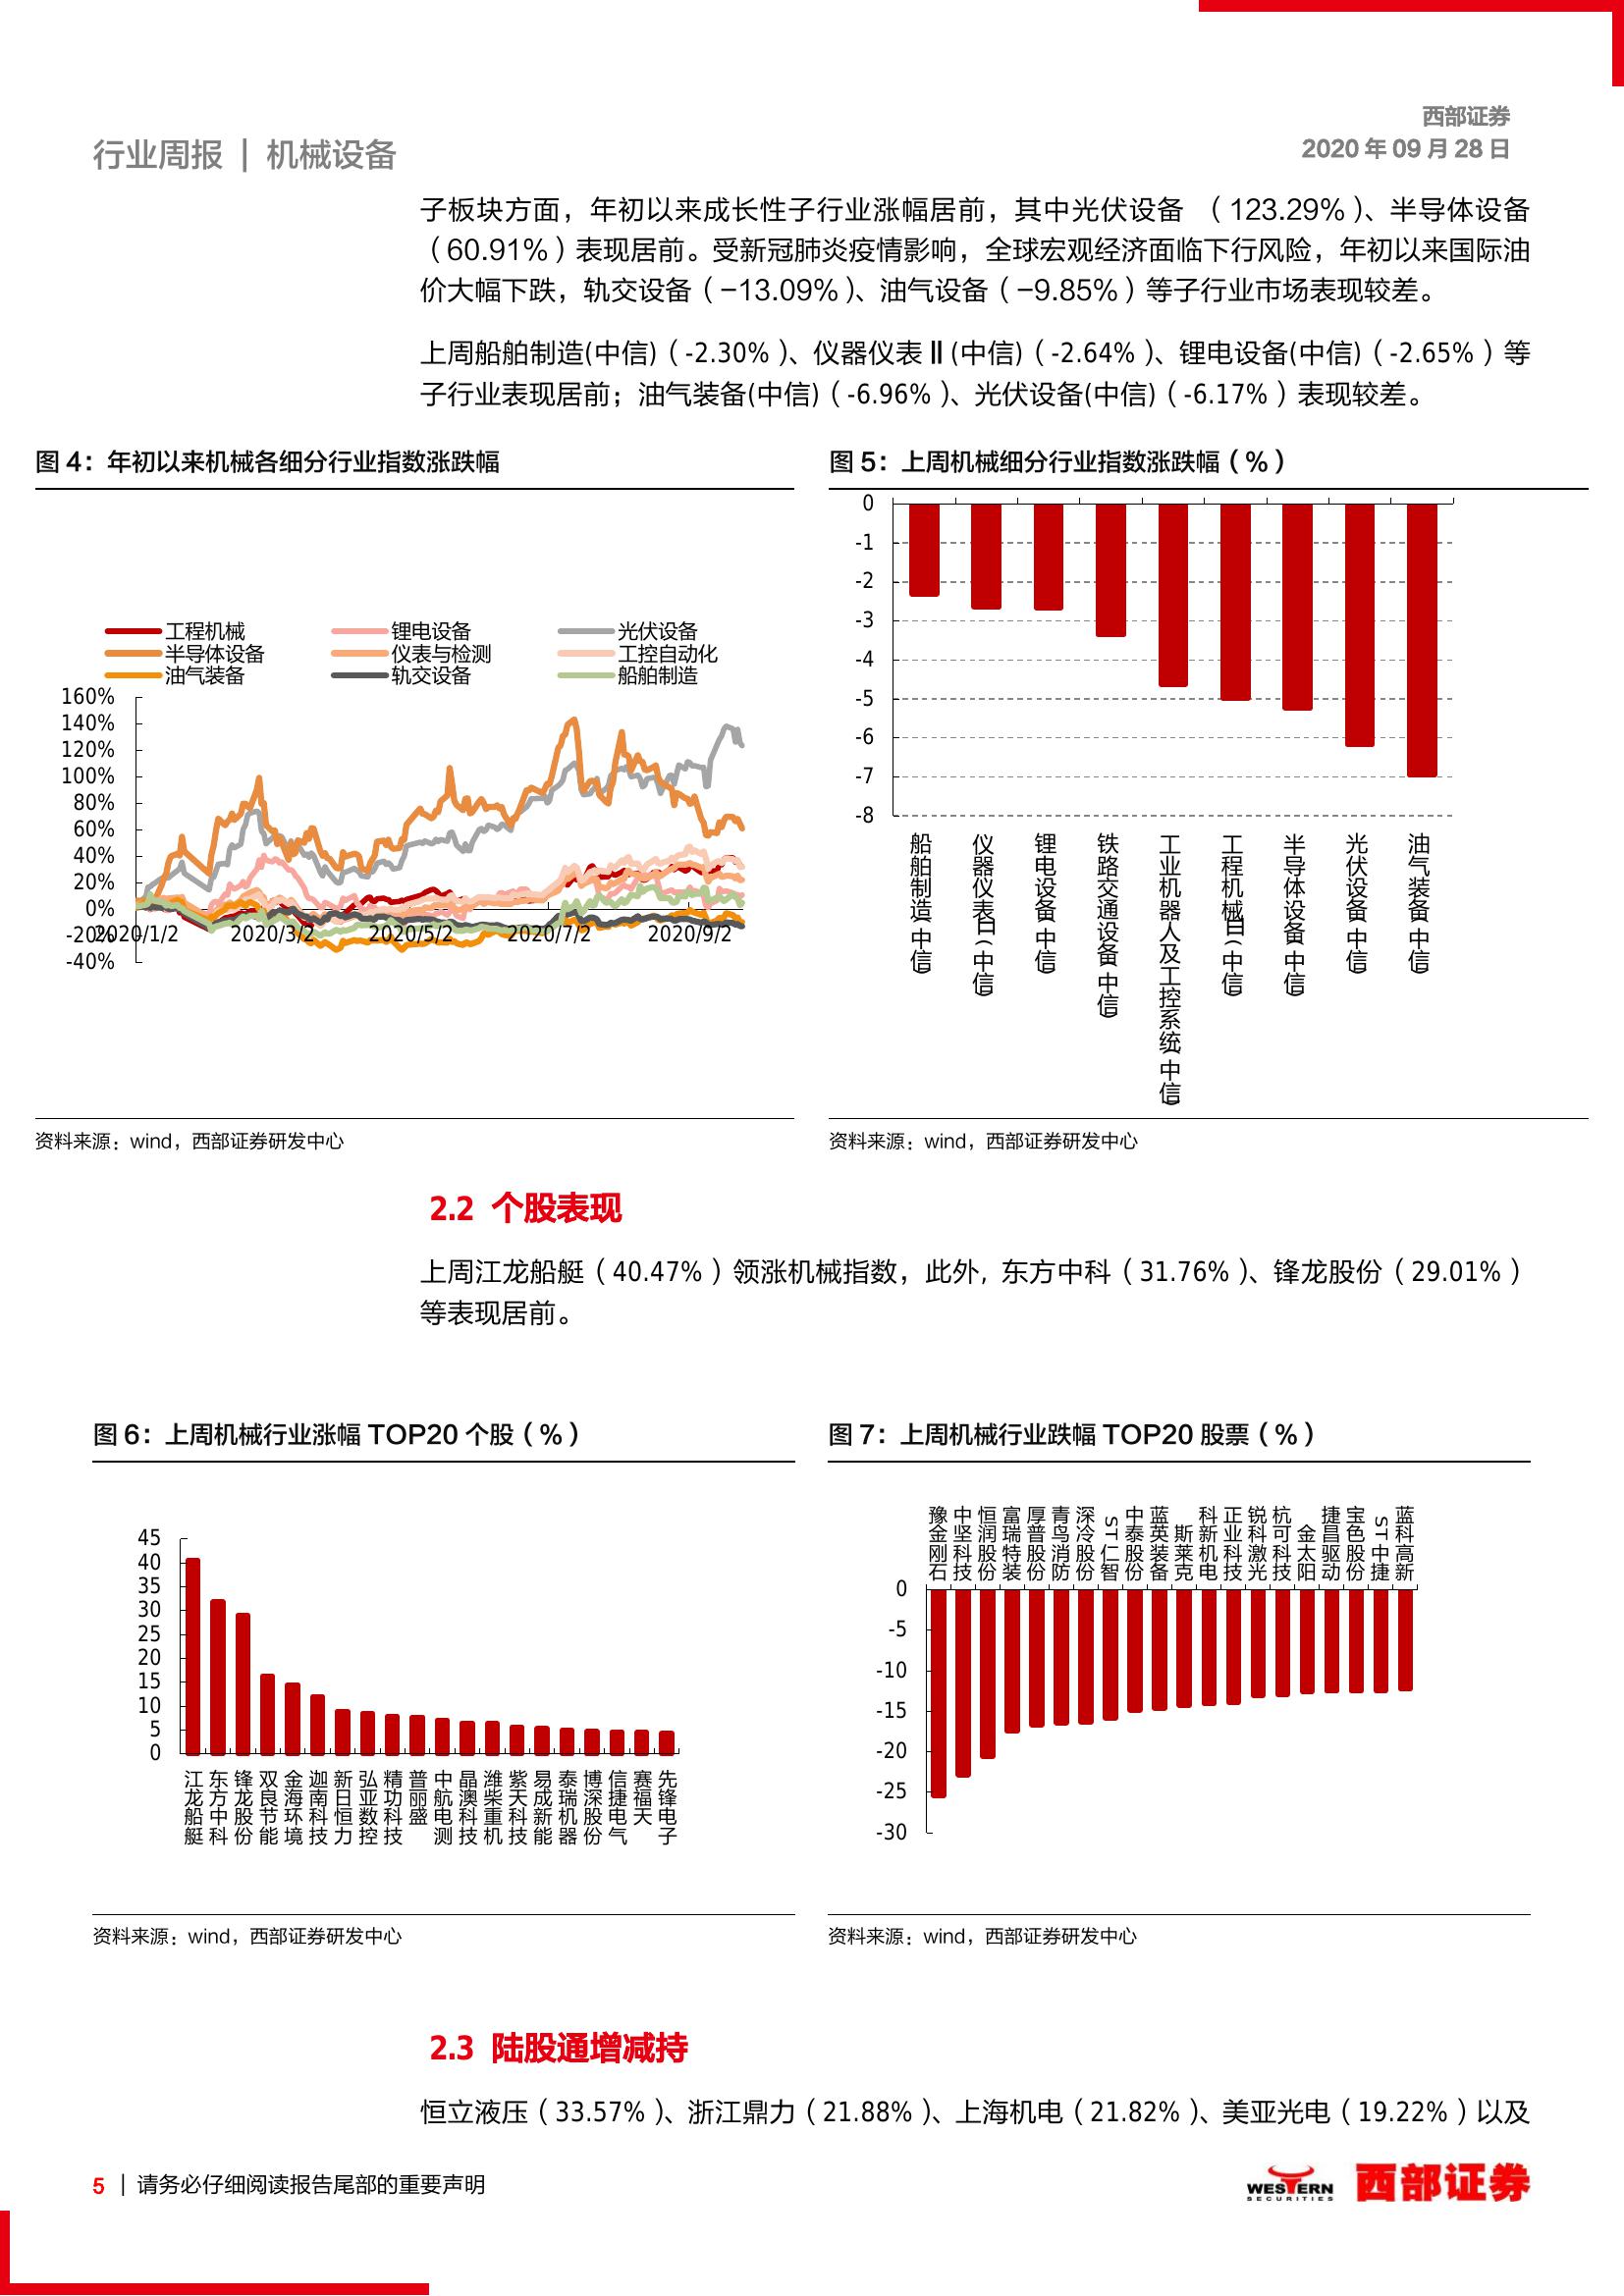 西部证券
2020 年 09 月 28 日
行业周报 | 机械设备
子板块方面，年初以来成长性子行业涨幅居前，其中光伏设备 （123.29%）、半导体设备
（60.91%）表现居前。受新冠肺炎疫情影响，全球宏观经济面临下行风险，年初以来国际油
价大幅下跌，轨交设备（-13.09%）、油气设备（-9.85%）等子行业市场表现较差。
上周船舶制造(中信)（-2.30%）、仪器仪表Ⅱ(中信)（-2.64%）、锂电设备(中信)（-2.65%）等
子行业表现居前；油气装备(中信)（-6.96%）、光伏设备(中信)（-6.17%）表现较差。
图 4：年初以来机械各细分行业指数涨跌幅
工程机械 锂电设备 光伏设备
半导体设备 仪表与检测 工控自动化
油气装备 轨交设备 船舶制造
160%
140%
120%
100%
80%
60%
40%
20%
0%
-20%
-40%
2020/1/2 2020/3/2 2020/5/2 2020/7/2 2020/9/2
资料来源：wind，西部证券研发中心
图 5：上周机械细分行业指数涨跌幅（%）
0
-1
-2
-3
-4
-5
-6
-7
-8
船舶制造(中信)
仪器仪表口(中信)
锂电设备(中信)
铁路交通设备(中信)
工业机器人及工控系统(中信)
工程机械口(中信)
半导体设备(中信)
光伏设备(中信)
油气装备(中信)
资料来源：wind，西部证券研发中心
2.2 个股表现
上周江龙船艇（40.47%）领涨机械指数，此外, 东方中科（31.76%）、锋龙股份（29.01%）
等表现居前。
图 6：上周机械行业涨幅 TOP20 个股（%）
45
40
35
30
25
20
15
10
5
0
江龙船艇
东方中科
锋龙股份
双良节能
金海环境
迦南科技
新日恒力
弘亚数控
精功科技
普丽盛
中航电测
晶澳科技
潍柴重机
紫天科技
易成新能
泰瑞机器
博深股份
信捷电气
赛福天
先锋电子
资料来源：wind，西部证券研发中心
图 7：上周机械行业跌幅 TOP20 股票（%）
豫金刚石
中坚科技
恒润股份
富瑞特装
厚普股份
青鸟消防
深冷股份
ST仁智
中泰股份
蓝英装备
斯莱克
科新机电
正业科技
锐科激光
杭可科技
金太阳
捷昌驱动
宝色股份
ST中捷
蓝科高新
0
-5
-10
-15
-20
-25
-30
资料来源：wind，西部证券研发中心
2.3 陆股通增减持
恒立液压（33.57%）、浙江鼎力（21.88%）、上海机电（21.82%）、美亚光电（19.22%）以及
5 | 请务必仔细阅读报告尾部的重要声明
WESTERN
SECURITIES
西部证券